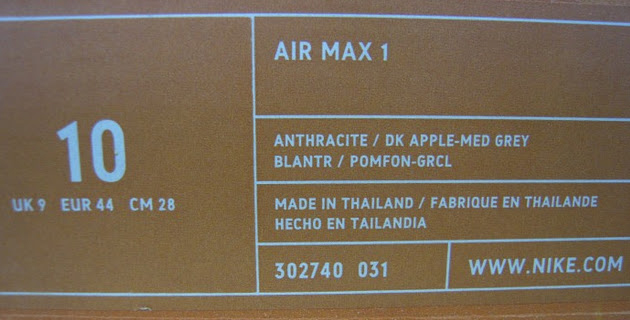 AIR MAX 1
10
UK 9 EUR 44 CM 28
ANTHRACITE / DK APPLE-MED GREY
BLANTR / POMFON-GRCL
MADE IN THAILAND / FABRIQUE EN THAILANDE
HECHO EN TAILANDIA
302740 031
WWW.NIKE.COM